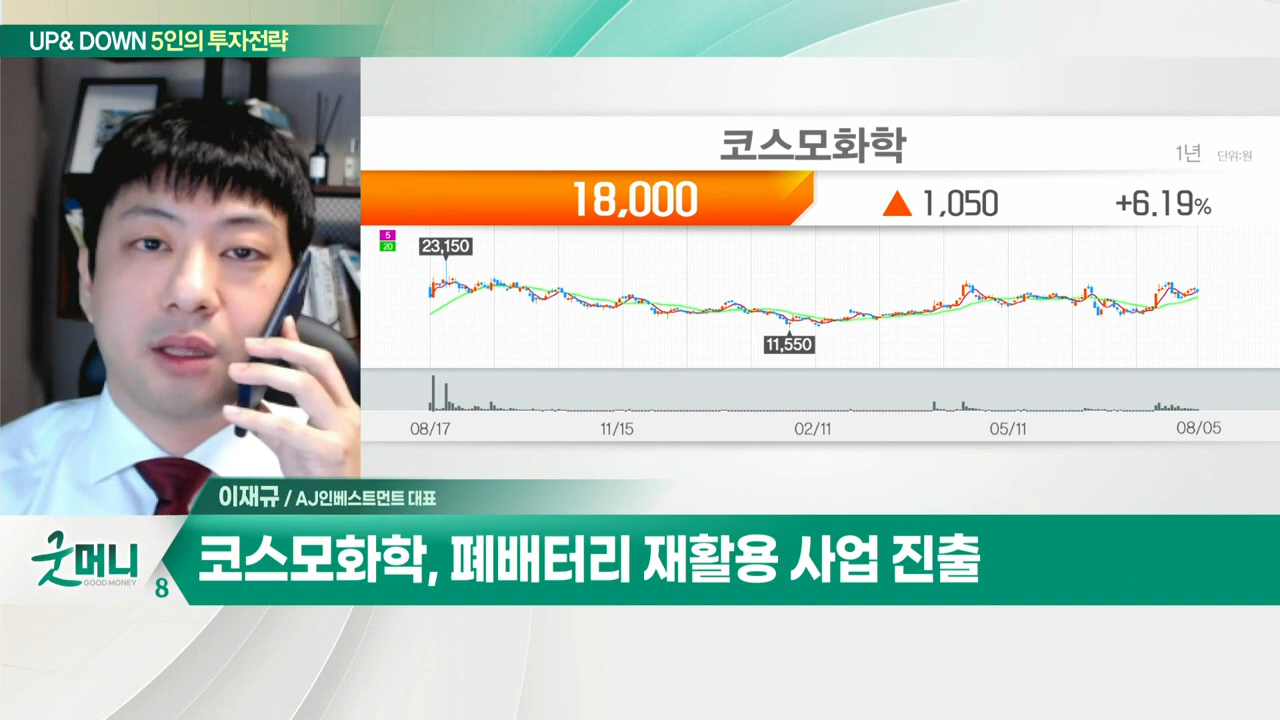 UP& DOWN 5인의 투자전략
코스모화학
1년 단위:원
18,000 ▲ 1,050 +6.19%
5
20
23,150
11,550
08/17 11/15 02/11 05/11 08/05
이재규 / AJ인베스트먼트 대표
굿머니
GOOD MONEY
8
코스모화학, 폐배터리 재활용 사업 진출